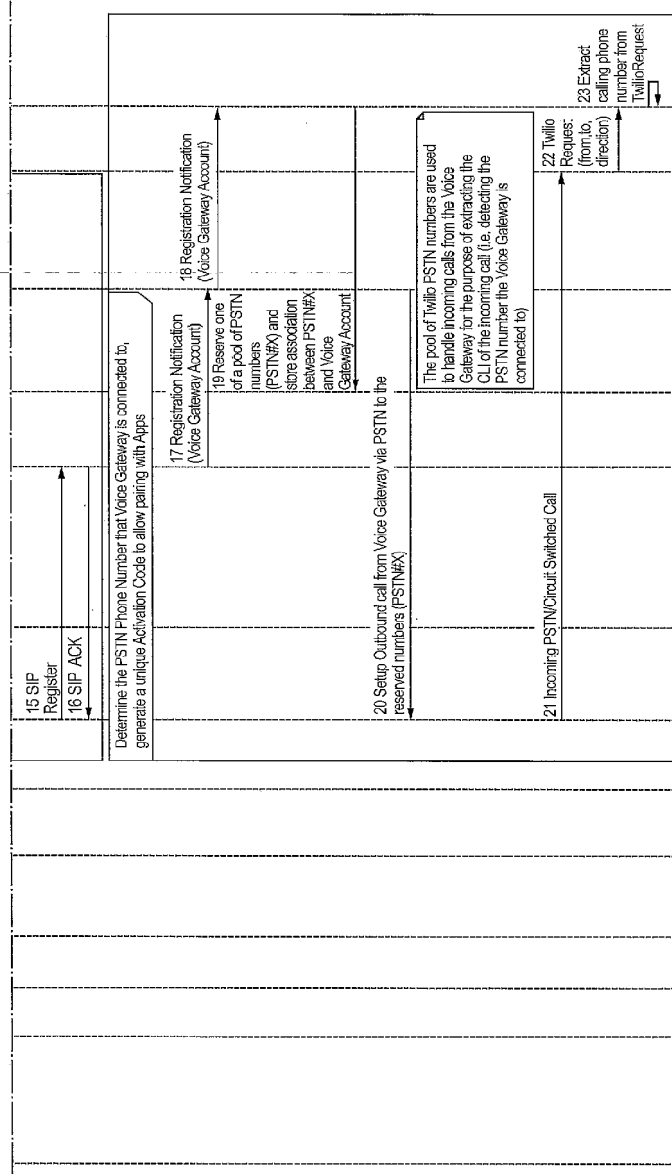 15 SIP
Register
16 SIP ACK
Determine the PSTN Phone Number that Voice Gateway is connected to,
generate a unique Activation Code to allow pairing with Apps
17 Registration Notification
(Voice Gateway Account)
18 Registration Notification
(Voice Gateway Account)
19 Reserve one
of a pool of PSTN
numbers
(PSTN#X) and
store association
between PSTN#X
and Voice
Gateway Account
20 Setup Outbound call from Voice Gateway via PSTN to the
reserved numbers (PSTN#X)
The pool of Twilio PSTN numbers are used
to handle incoming calls from the Voice
Gateway for the purpose of extracting the
CLI of the incoming call (i.e, detecting the
PSTN number the Voice Gateway is
connected to)
21 Incoming PSTN/Circuit Switched Call
22 Twilio
Request
(from,to,
direction)
23 Extract
calling phone
number from
TwilioRequest